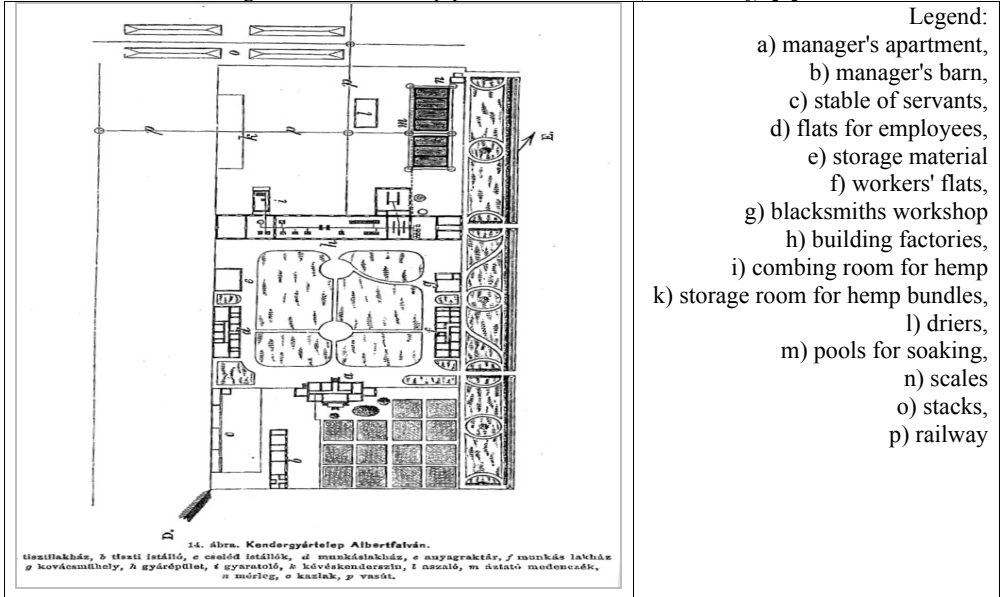 o
p
n
l
k
p
p
m
E.
i
h
e
g
d
f
a
c
b
D.
14. ábra. Kendergyártelep Albertfalván.
tisztilakház, b tiszti istálló, c cseléd istállók, d munkáslakház, e anyagraktár, f munkás lakház
g kovácsműhely, h gyárépület, i gyaratoló, k kévéskenderszin, l aszaló, m áztató medenczék,
n mérleg, o kazlak, p vasút.
Legend:
a) manager's apartment,
b) manager's barn,
c) stable of servants,
d) flats for employees,
e) storage material
f) workers' flats,
g) blacksmiths workshop
h) building factories,
i) combing room for hemp
k) storage room for hemp bundles,
l) driers,
m) pools for soaking,
n) scales
o) stacks,
p) railway